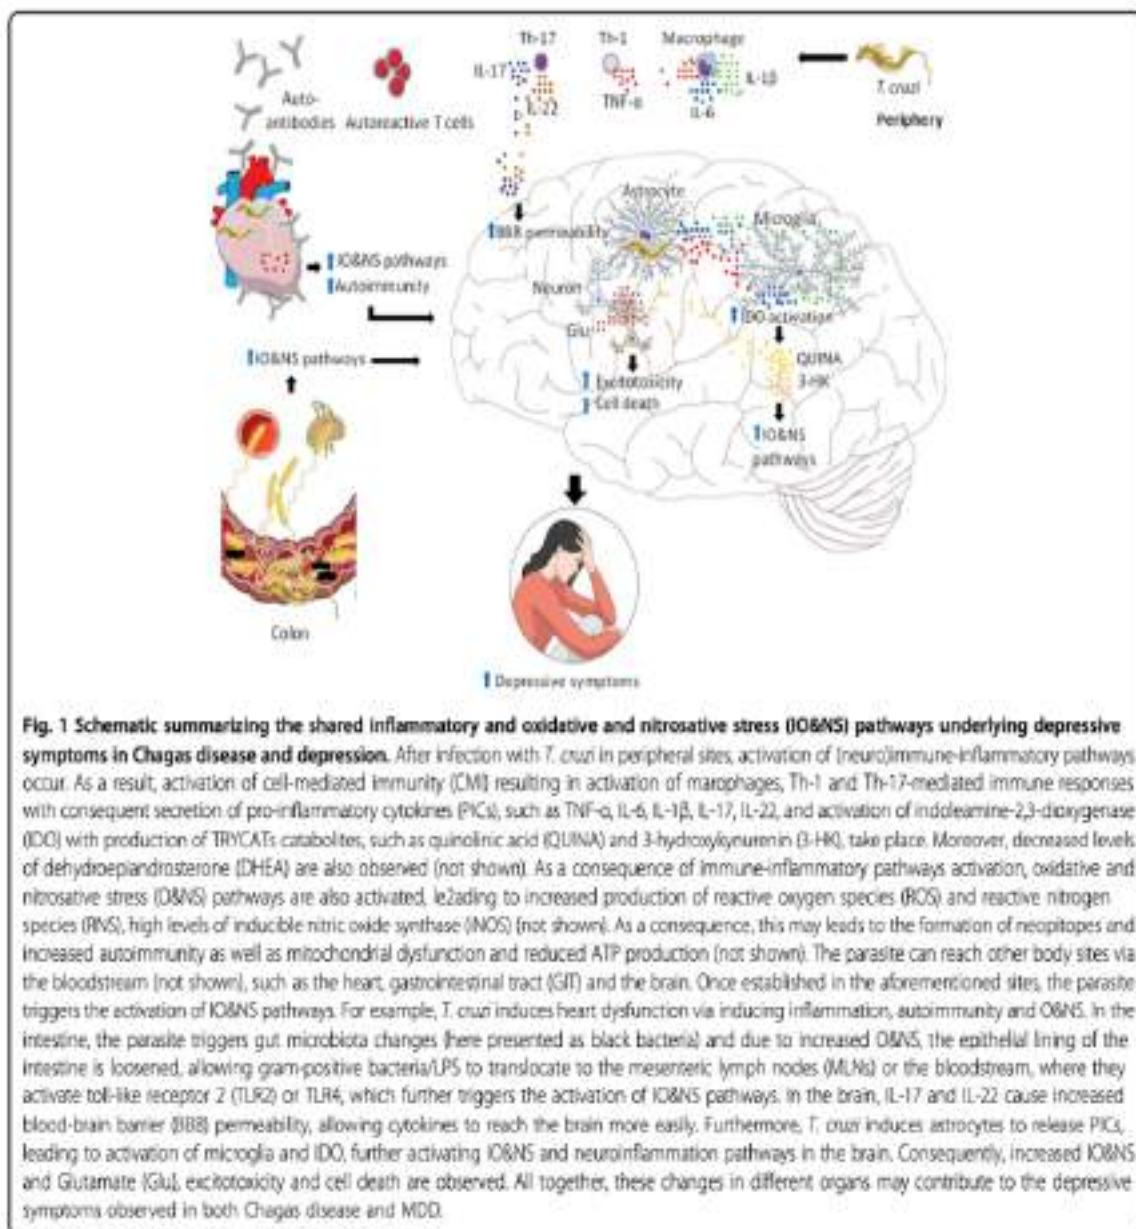 Th-17
Th-1
Macrophage
IL-17
IL-1β
IL-22
TNF-α
IL-6
T. cruzi
Periphery
Auto-
antibodies
Autoreactive T cells
Astrocyte
Microglia
BBB permeability
IO&NS pathways
Autoimmunity
Neuron
Glu
IDO activation
IO&NS pathways
QUINA
3-HK
Excitotoxicity
Cell death
IO&NS
pathways
Colon
Depressive symptoms
Fig. 1 Schematic summarizing the shared inflammatory and oxidative and nitrosative stress (IO&NS) pathways underlying depressive
symptoms in Chagas disease and depression. After infection with T. cruzi in peripheral sites, activation of (neuro)immune-inflammatory pathways
occur. As a result, activation of cell-mediated immunity (CMI) resulting in activation of marophages, Th-1 and Th-17-mediated immune responses
with consequent secretion of pro-inflammatory cytokines (PICs), such as TNF-α, IL-6, IL-1β, IL-17, IL-22, and activation of indoleamine-2,3-dioxygenase
(IDO) with production of TRYCATs catabolites, such as quinolinic acid (QUINA) and 3-hydroxykynurenin (3-HK), take place. Moreover, decreased levels
of dehydroepiandrosterone (DHEA) are also observed (not shown). As a consequence of immune-inflammatory pathways activation, oxidative and
nitrosative stress (O&NS) pathways are also activated, le2ading to increased production of reactive oxygen species (ROS) and reactive nitrogen
species (RNS), high levels of inducible nitric oxide synthase (iNOS) (not shown). As a consequence, this may leads to the formation of neopitopes and
increased autoimmunity as well as mitochondrial dysfunction and reduced ATP production (not shown). The parasite can reach other body sites via
the bloodstream (not shown), such as the heart, gastrointestinal tract (GIT) and the brain. Once established in the aforementioned sites, the parasite
triggers the activation of IO&NS pathways. For example, T. cruzi induces heart dysfunction via inducing inflammation, autoimmunity and O&NS. In the
intestine, the parasite triggers gut microbiota changes (here presented as black bacteria) and due to increased O&NS, the epithelial lining of the
intestine is loosened, allowing gram-positive bacteria/LPS to translocate to the mesenteric lymph nodes (MLNs) or the bloodstream, where they
activate toll-like receptor 2 (TLR2) or TLR4, which further triggers the activation of IO&NS pathways. In the brain, IL-17 and IL-22 cause increased
blood-brain barrier (BBB) permeability, allowing cytokines to reach the brain more easily. Furthermore, T. cruzi induces astrocytes to release PICs,
leading to activation of microglia and IDO, further activating IO&NS and neuroinflammation pathways in the brain. Consequently, increased IO&NS
and Glutamate (Glu), excitotoxicity and cell death are observed. All together, these changes in different organs may contribute to the depressive
symptoms observed in both Chagas disease and MDD.